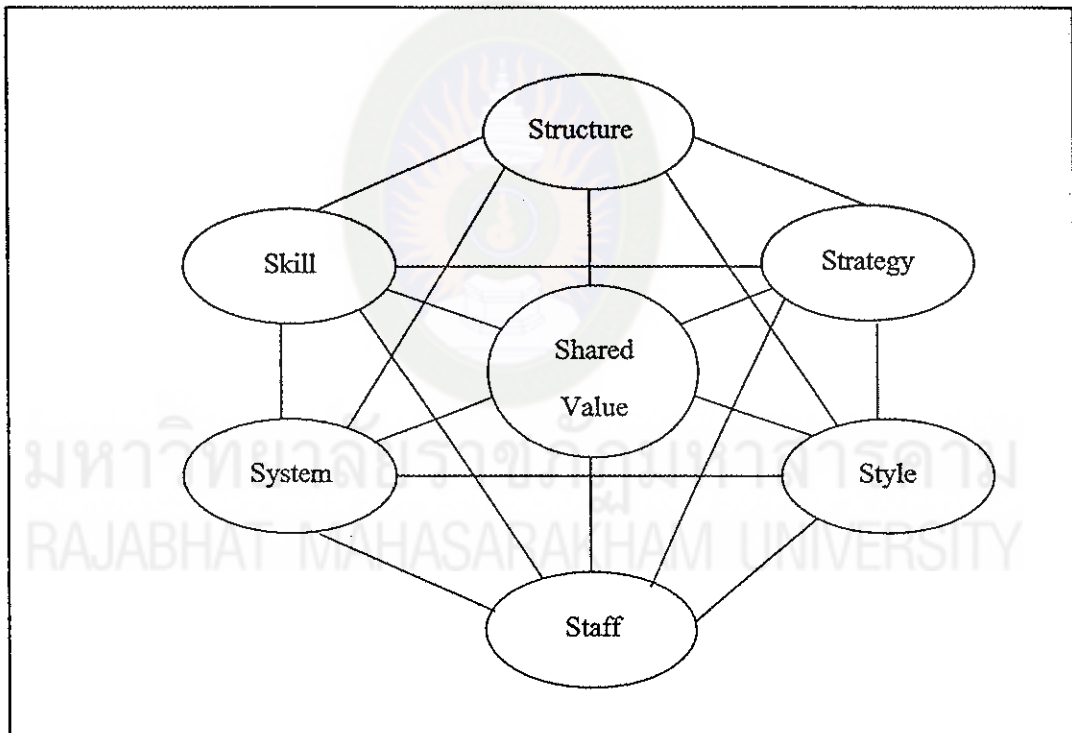 Structure
Skill
Strategy
Shared
Value
System
Style
Staff
มหาวิทยาลัยราชภัฏมหาสารคาม
RAJABHAT MAHASARAKHAM UNIVERSITY